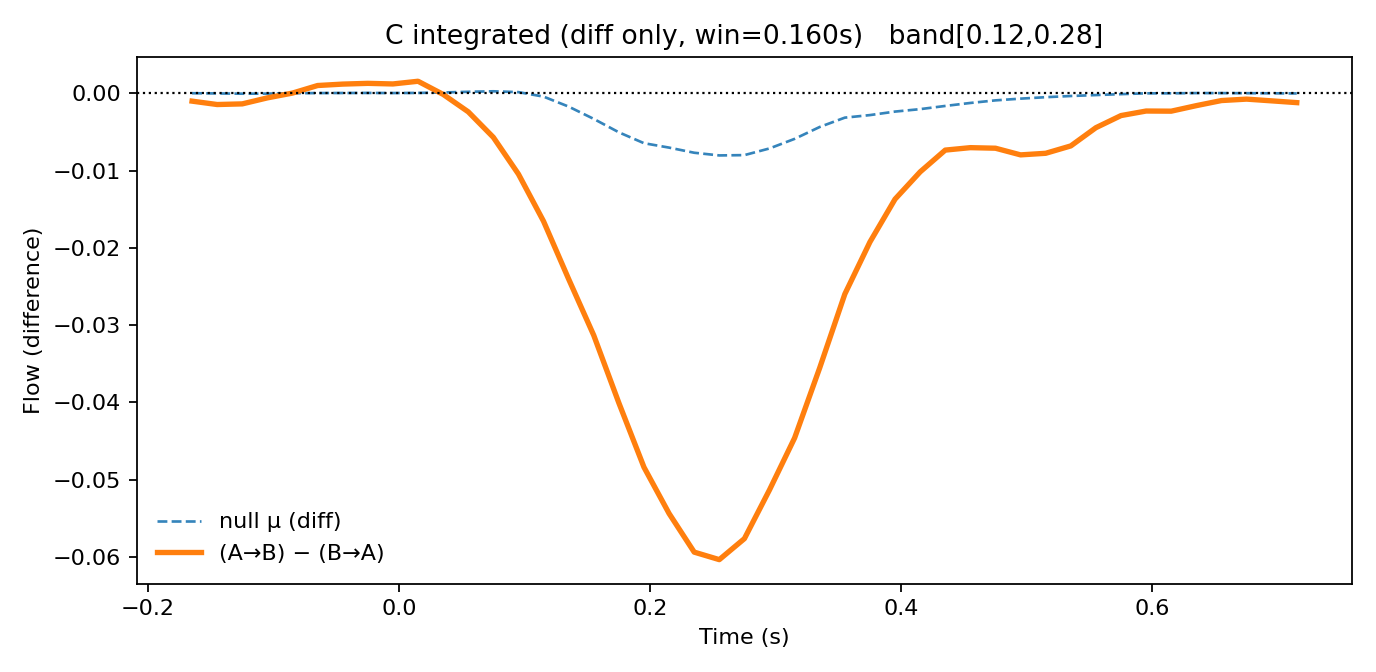 C integrated (diff only, win=0.160s)   band[0.12,0.28]
Flow (difference)
0.00
−0.01
−0.02
−0.03
−0.04
−0.05
−0.06
null μ (diff)
(A→B) − (B→A)
−0.2
0.0
0.2
0.4
0.6
Time (s)